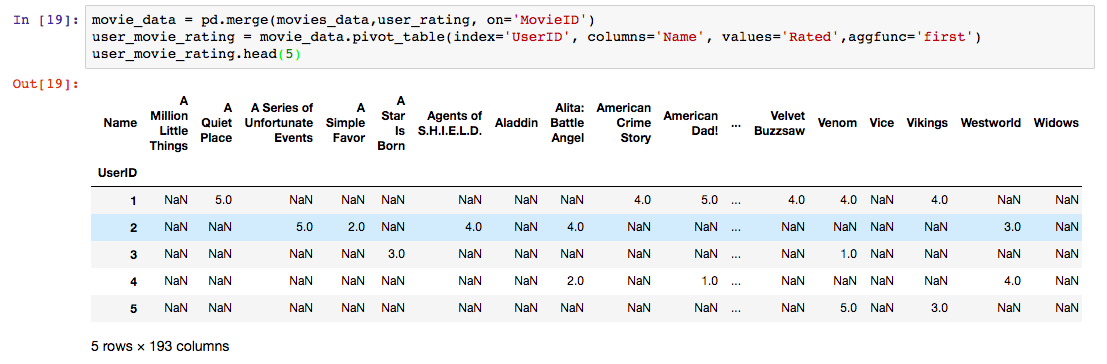 In [19]: movie_data = pd.merge(movies_data,user_rating, on='MovieID')
user_movie_rating = movie_data.pivot_table(index='UserID', columns='Name', values='Rated',aggfunc='first')
user_movie_rating.head(5)
Out[19]:
Name A Million Little Things A Quiet Place A Series of Unfortunate Events A Simple Favor A Star Is Born Agents of S.H.I.E.L.D. Aladdin Alita: Battle Angel American Crime Story American Dad! ... Velvet Buzzsaw Venom Vice Vikings Westworld Widows
UserID
1 NaN 5.0 NaN NaN NaN NaN NaN NaN 4.0 5.0 ... 4.0 4.0 NaN 4.0 NaN NaN
2 NaN NaN 5.0 2.0 NaN 4.0 NaN 4.0 NaN NaN ... NaN NaN NaN NaN 3.0 NaN
3 NaN NaN NaN NaN 3.0 NaN NaN NaN NaN NaN ... NaN 1.0 NaN NaN NaN NaN
4 NaN NaN NaN NaN NaN NaN NaN 2.0 NaN 1.0 ... NaN NaN NaN NaN 4.0 NaN
5 NaN NaN NaN NaN NaN NaN NaN NaN NaN NaN ... NaN 5.0 NaN 3.0 NaN NaN
5 rows × 193 columns